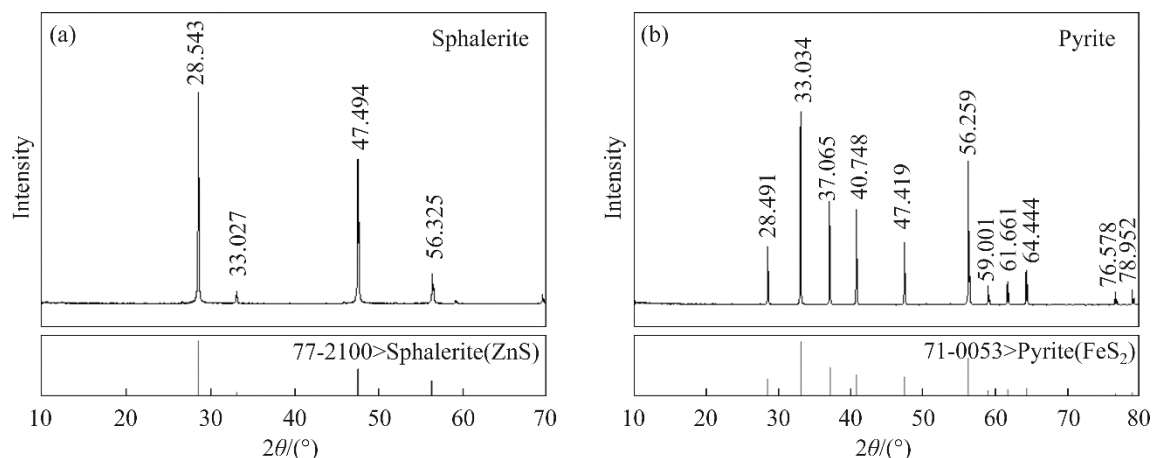 (a)
Sphalerite
28.543
33.027
47.494
56.325
Intensity
77-2100>Sphalerite(ZnS)
10 20 30 40 50 60 70
2θ/(°)
(b)
Pyrite
28.491
33.034
37.065
40.748
47.419
56.259
59.001
61.661
64.444
76.578
78.952
Intensity
71-0053>Pyrite(FeS₂)
10 20 30 40 50 60 70 80
2θ/(°)